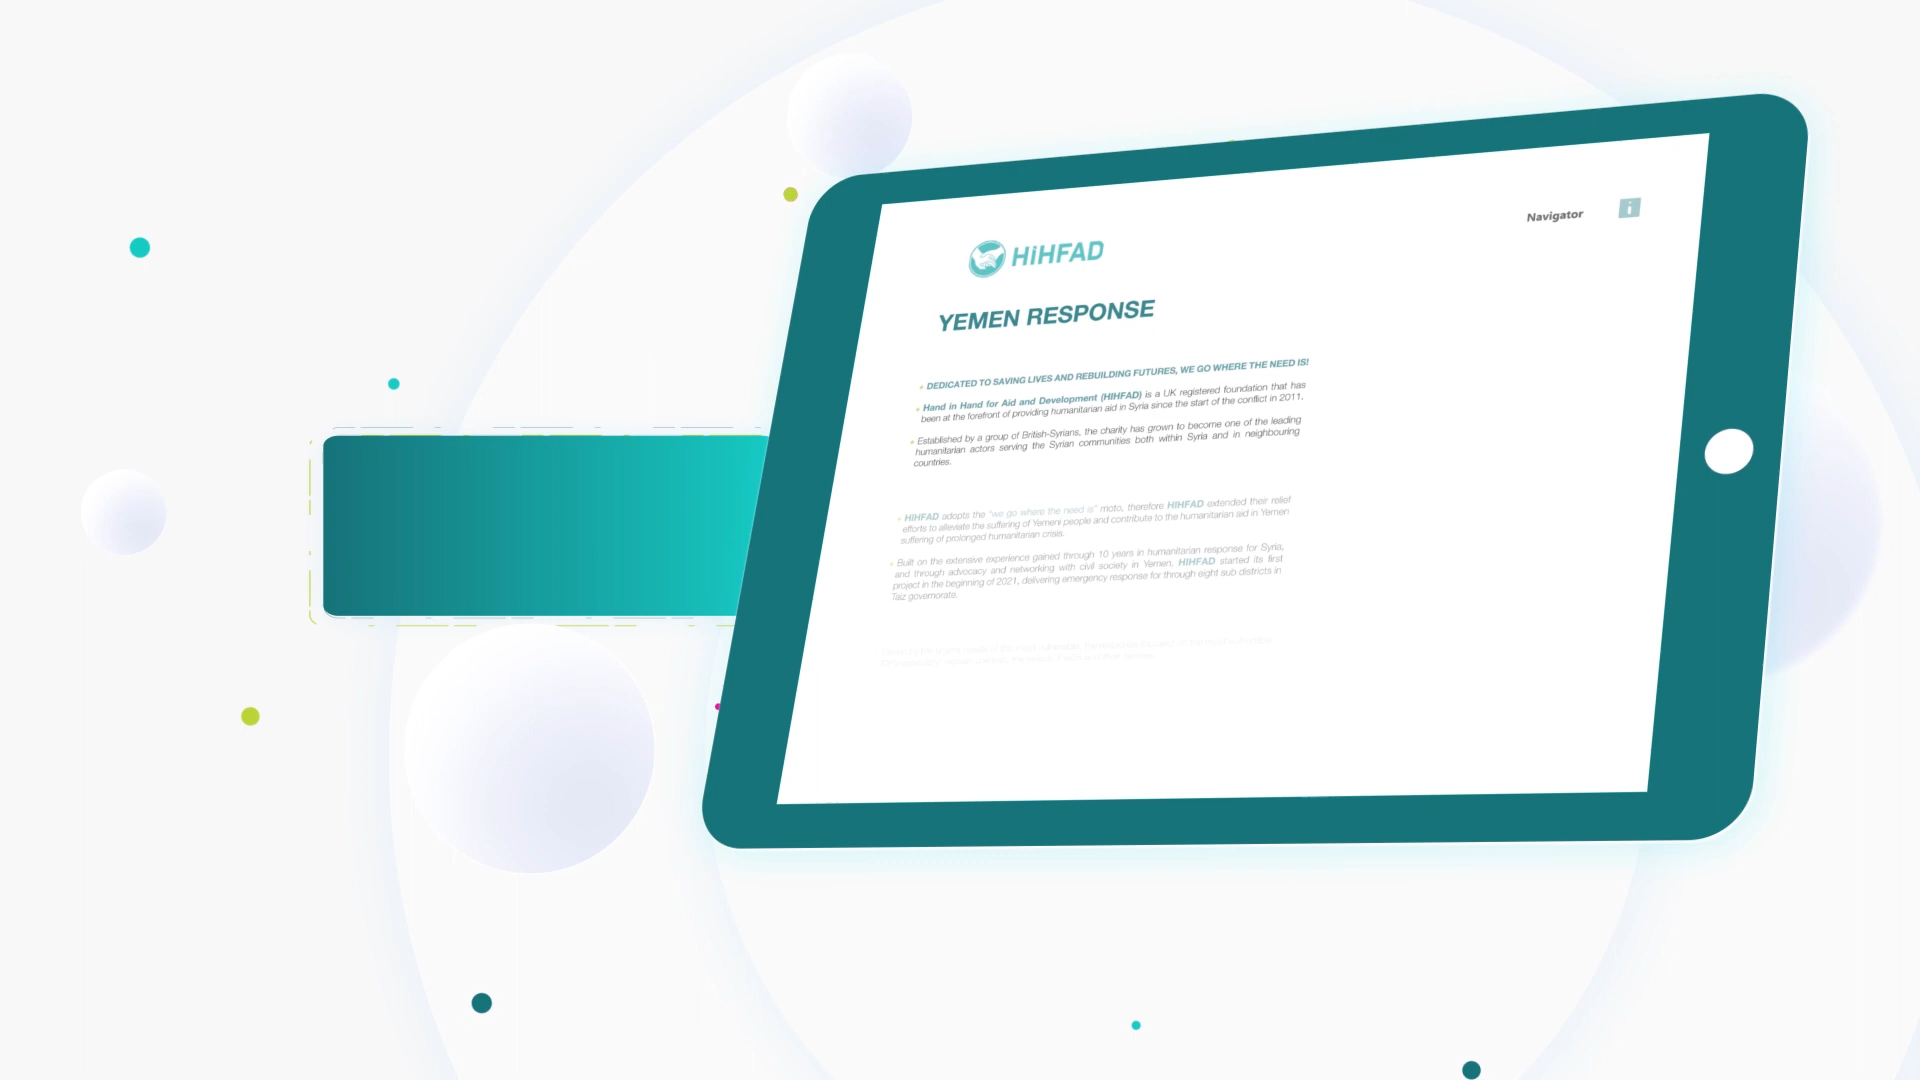 Navigator
i
HiHFAD
YEMEN RESPONSE
DEDICATED TO SAVING LIVES AND REBUILDING FUTURES, WE GO WHERE THE NEED IS!
Hand in Hand for Aid and Development (HIHFAD) is a UK registered foundation that has
been at the forefront of providing humanitarian aid in Syria since the start of the conflict in 2011.
Established by a group of British-Syrians, the charity has grown to become one of the leading
humanitarian actors serving the Syrian communities both within Syria and in neighbouring
countries.
HIHFAD adopts the "we go where the need is" moto, therefore HIHFAD extended their relief
efforts to alleviate the suffering of Yemeni people and contribute to the humanitarian aid in Yemen
suffering of prolonged humanitarian crisis.
Built on the extensive experience gained through 10 years in humanitarian response for Syria,
and through advocacy and networking with civil society in Yemen. HIHFAD started its first
project in the beginning of 2021, delivering emergency response for through eight sub districts in
Taiz governorate.